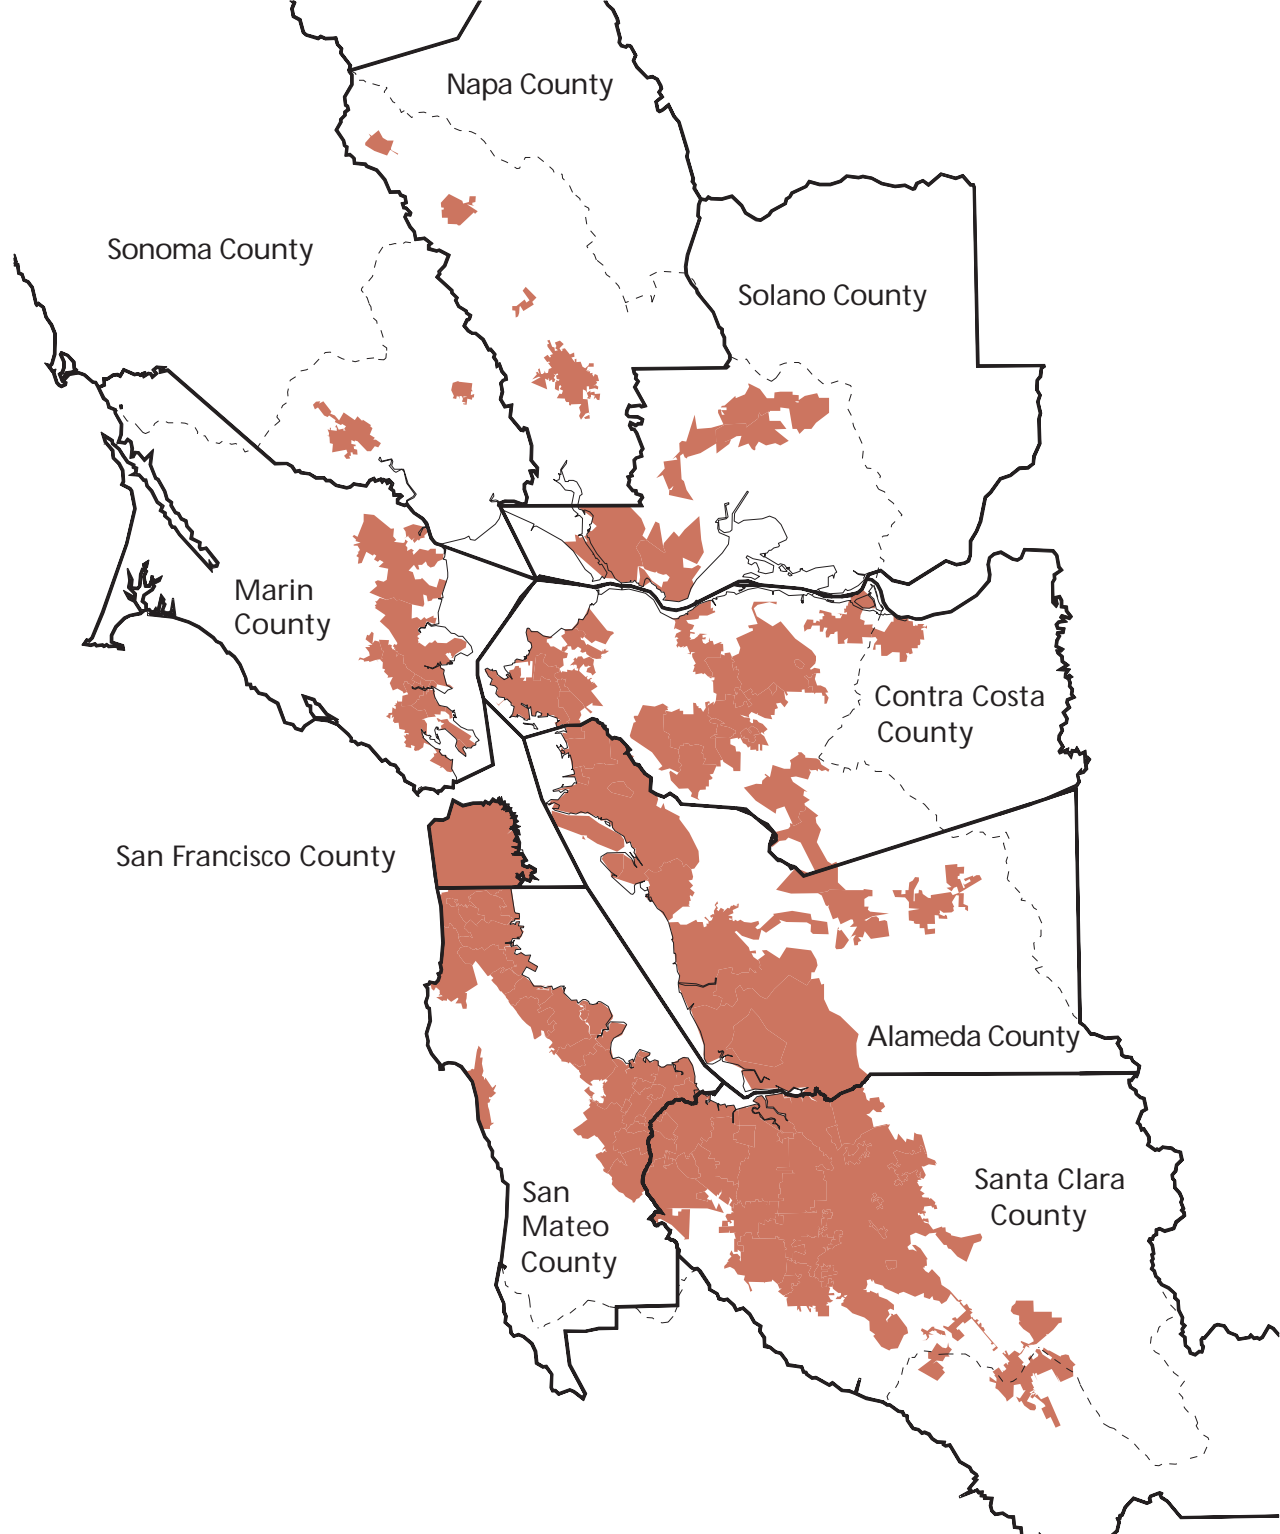 Napa County
Sonoma County
Solano County
Marin
County
Contra Costa
County
San Francisco County
Alameda County
Santa Clara
County
San
Mateo
County